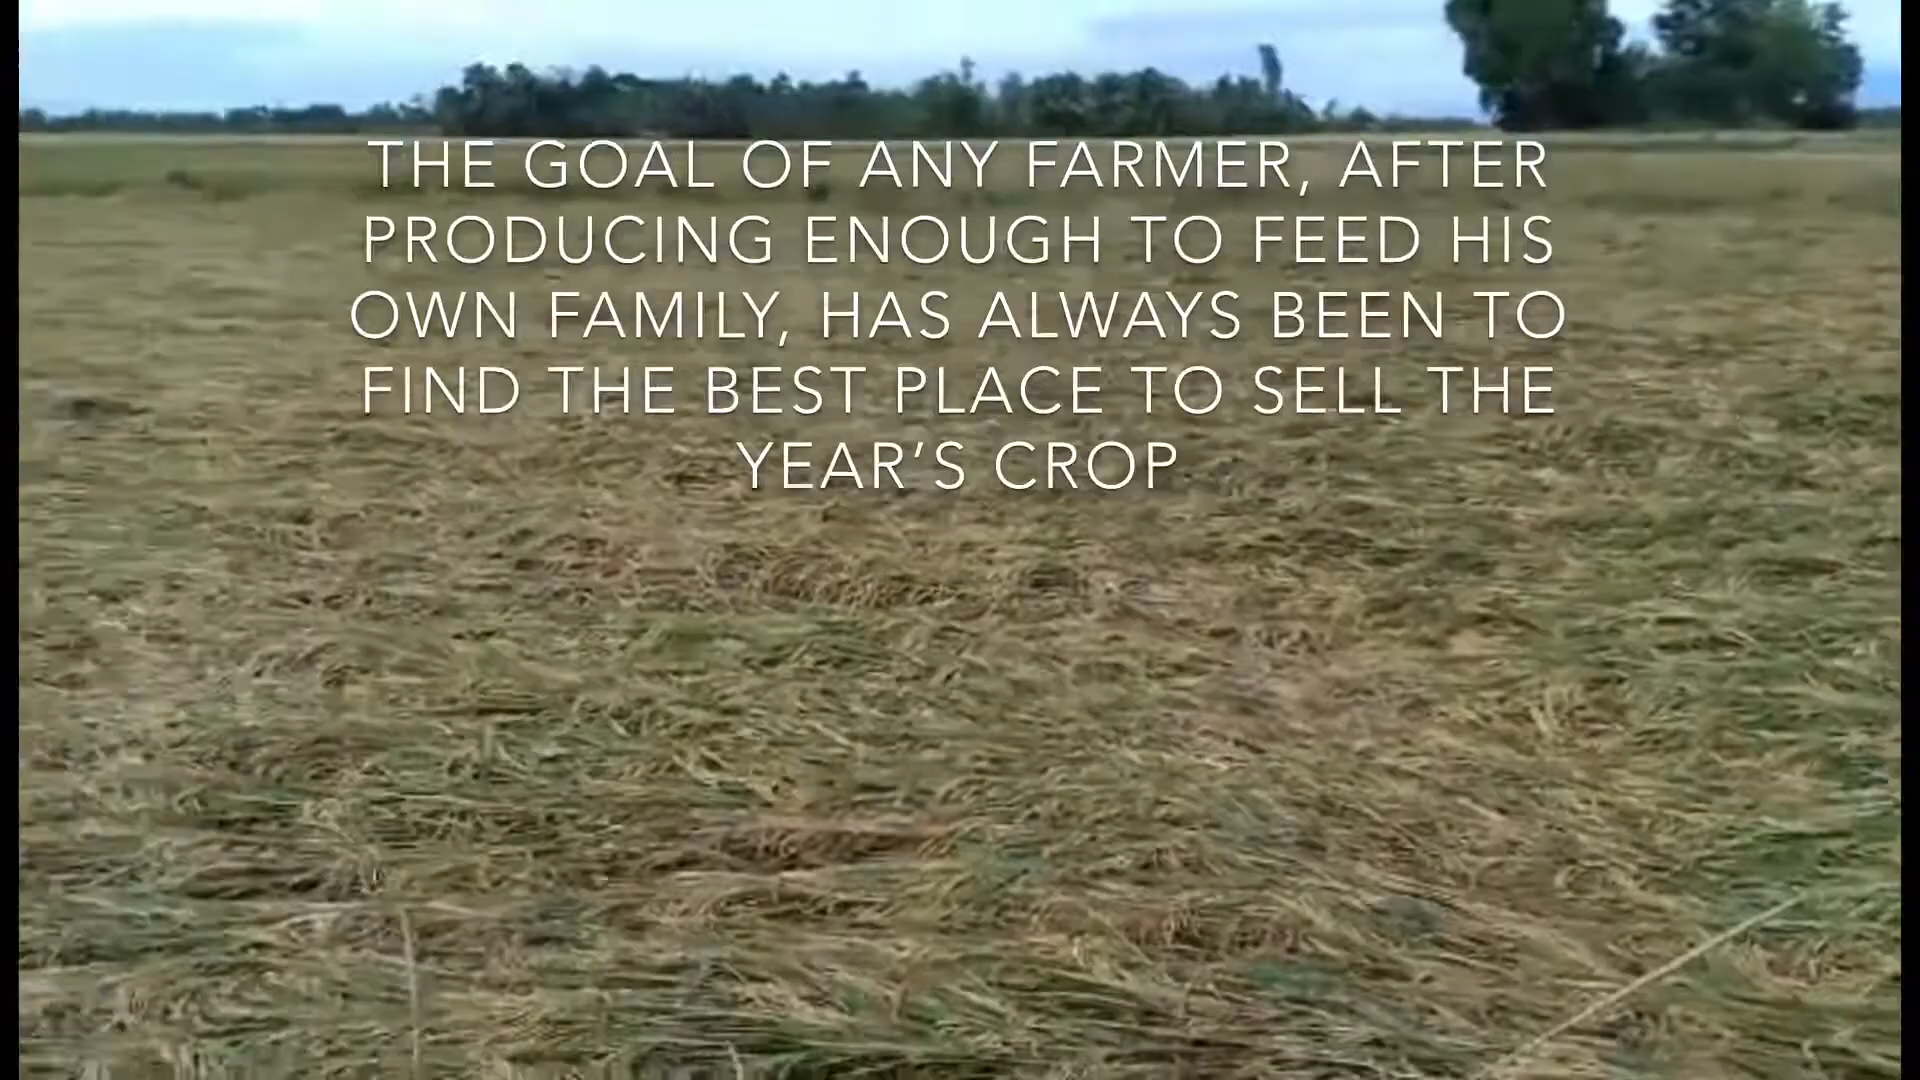 THE GOAL OF ANY FARMER, AFTER
PRODUCING ENOUGH TO FEED HIS
OWN FAMILY, HAS ALWAYS BEEN TO
FIND THE BEST PLACE TO SELL THE
YEAR’S CROP